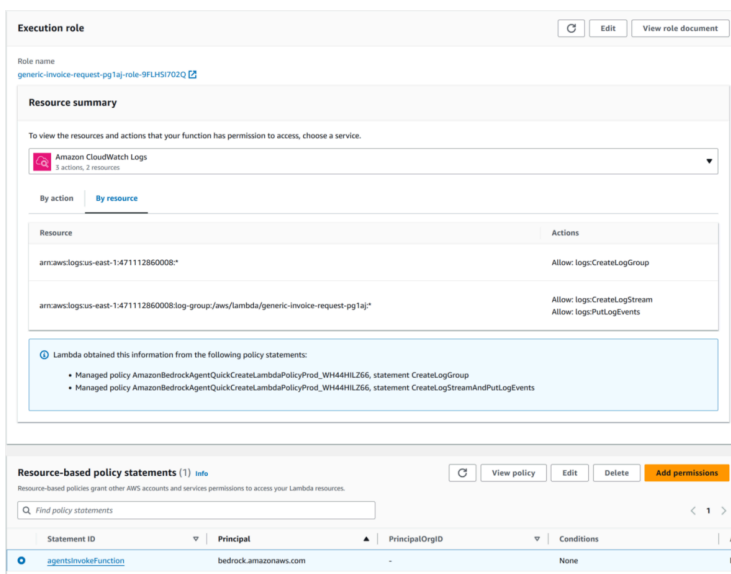 Execution role
Edit
View role document
Role name
generic-invoice-request-pg1aj-role-9FLHSI702Q
Resource summary
To view the resources and actions that your function has permission to access, choose a service.
Amazon CloudWatch Logs
3 actions, 2 resources
By action
By resource
Resource Actions
arn:aws:logs:us-east-1:471112860008:* Allow: logs:CreateLogGroup
arn:aws:logs:us-east-1:471112860008:log-group:/aws/lambda/generic-invoice-request-pg1aj:* Allow: logs:CreateLogStream
Allow: logs:PutLogEvents
Lambda obtained this information from the following policy statements:
• Managed policy AmazonBedrockAgentQuickCreateLambdaPolicyProd_WH44HILZ66, statement CreateLogGroup
• Managed policy AmazonBedrockAgentQuickCreateLambdaPolicyProd_WH44HILZ66, statement CreateLogStreamAndPutLogEvents
Resource-based policy statements (1) Info
View policy
Edit
Delete
Add permissions
Resource-based policies grant other AWS accounts and services permissions to access your Lambda resources.
Find policy statements
1
Statement ID Principal PrincipalOrgID Conditions
agentsInvokeFunction bedrock.amazonaws.com - None